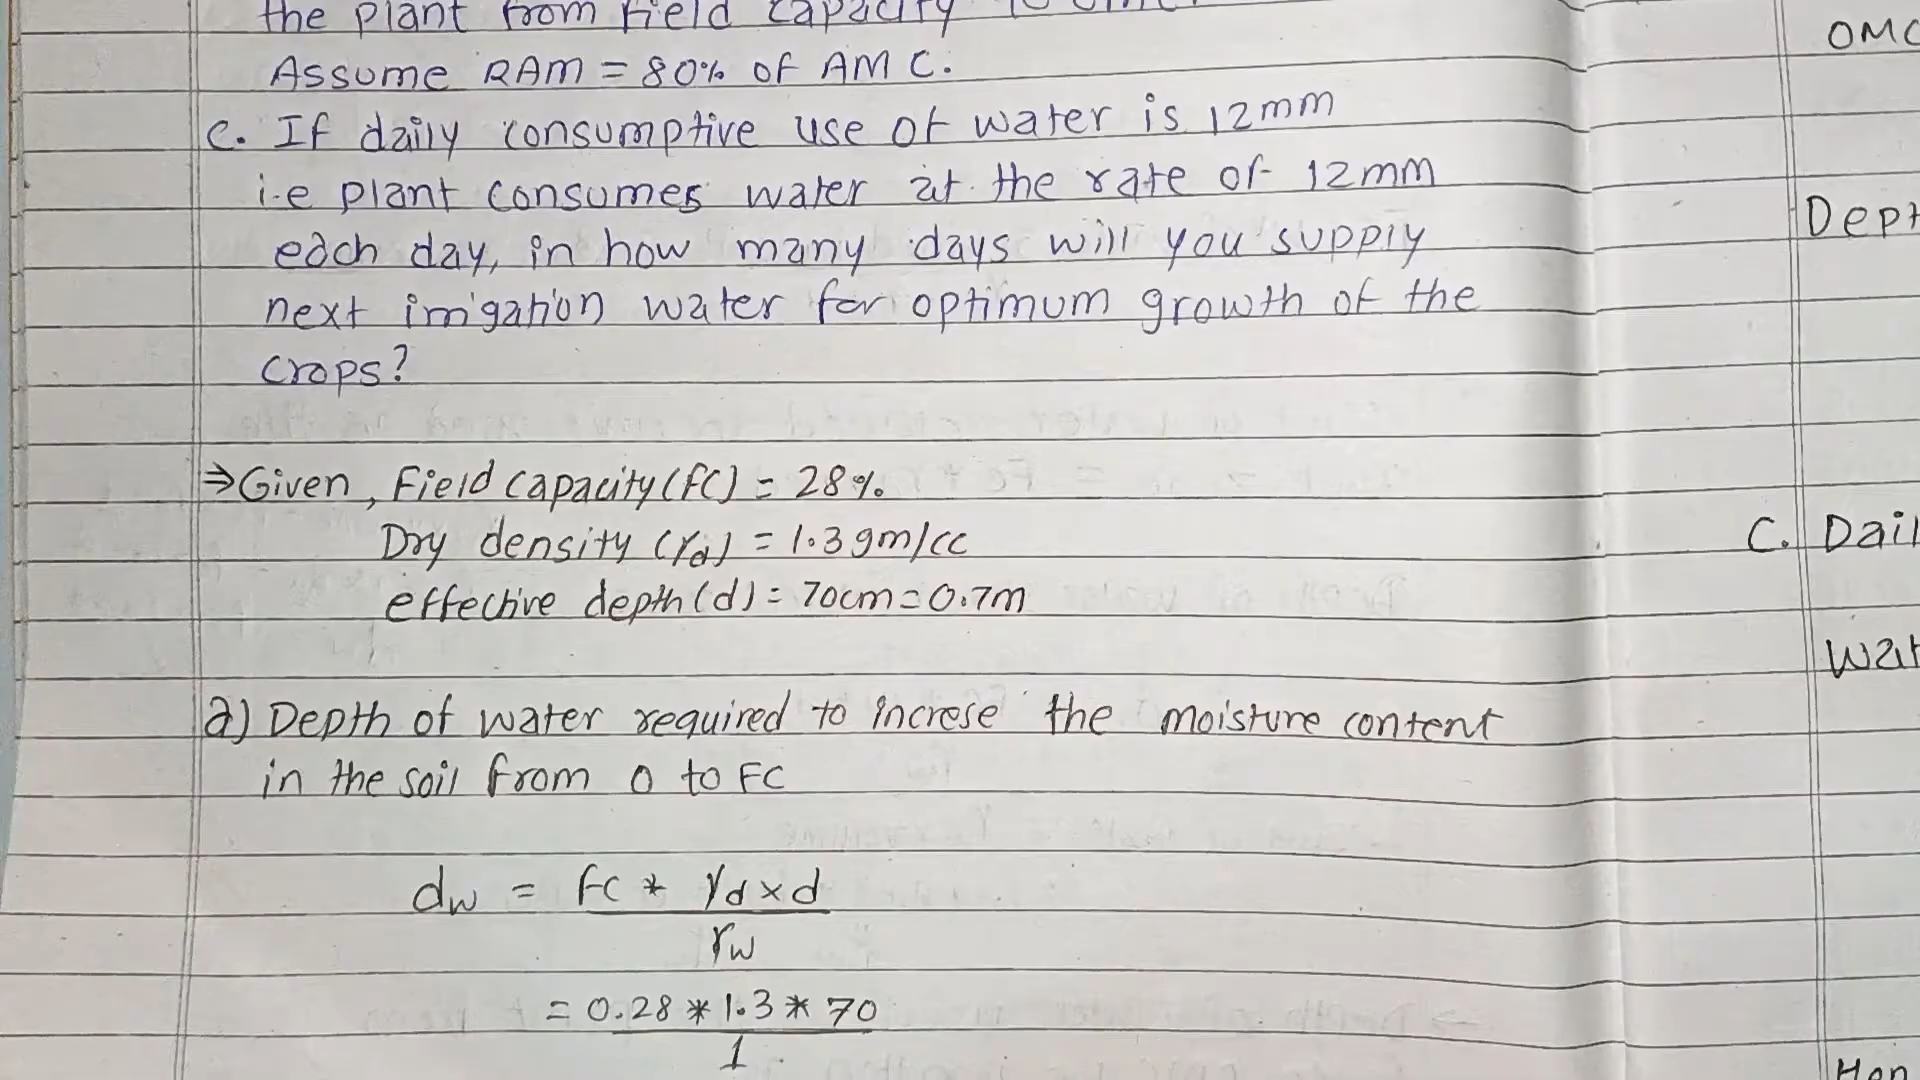 the plant from field capacity to OMC.
Assume RAM = 80% of AMC.
c. If daily consumptive use of water is 12mm
i.e plant consumes water at the rate of 12mm
each day, in how many days will you supply
next irrigation water for optimum growth of the
crops?
⇒ Given, Field capacity (FC) = 28%
Dry density (γd) = 1.3 gm/cc
effective depth (d) = 70cm = 0.7m
a) Depth of water required to increse the moisture content
in the soil from 0 to FC
dw = FC * γd x d
γw
= 0.28 * 1.3 * 70
1
OMC
Dept
C. Dail
Wat
Hen